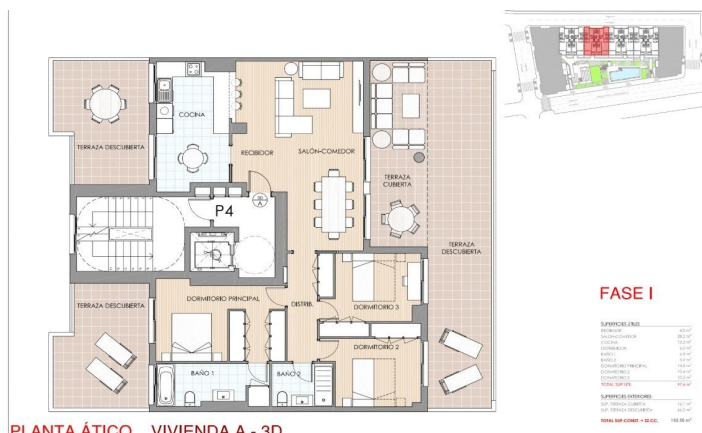 COCINA
TERRAZA DESCUBIERTA
RECIBIDOR
SALÓN-COMEDOR
TERRAZA
CUBIERTA
P4
A
TERRAZA
DESCUBIERTA
TERRAZA DESCUBIERTA
DORMITORIO PRINCIPAL
DISTRIB.
DORMITORIO 3
DORMITORIO 2
BAÑO 1
BAÑO 2
FASE I
SUPERFICIES ÚTILES
RECIBIDOR
SALÓN-COMEDOR
COCINA
DISTRIBUIDOR
BAÑO 1
BAÑO 2
DORMITORIO PRINCIPAL
DORMITORIO 2
DORMITORIO 3
TOTAL SUP. ÚTIL
SUPERFICIES EXTERIORES
SUP. TERRAZA CUBIERTA
SUP. TERRAZA DESCUBIERTA
TOTAL SUP. CONST. + ZZ.CC.
PLANTA ÁTICO VIVIENDA A - 3D